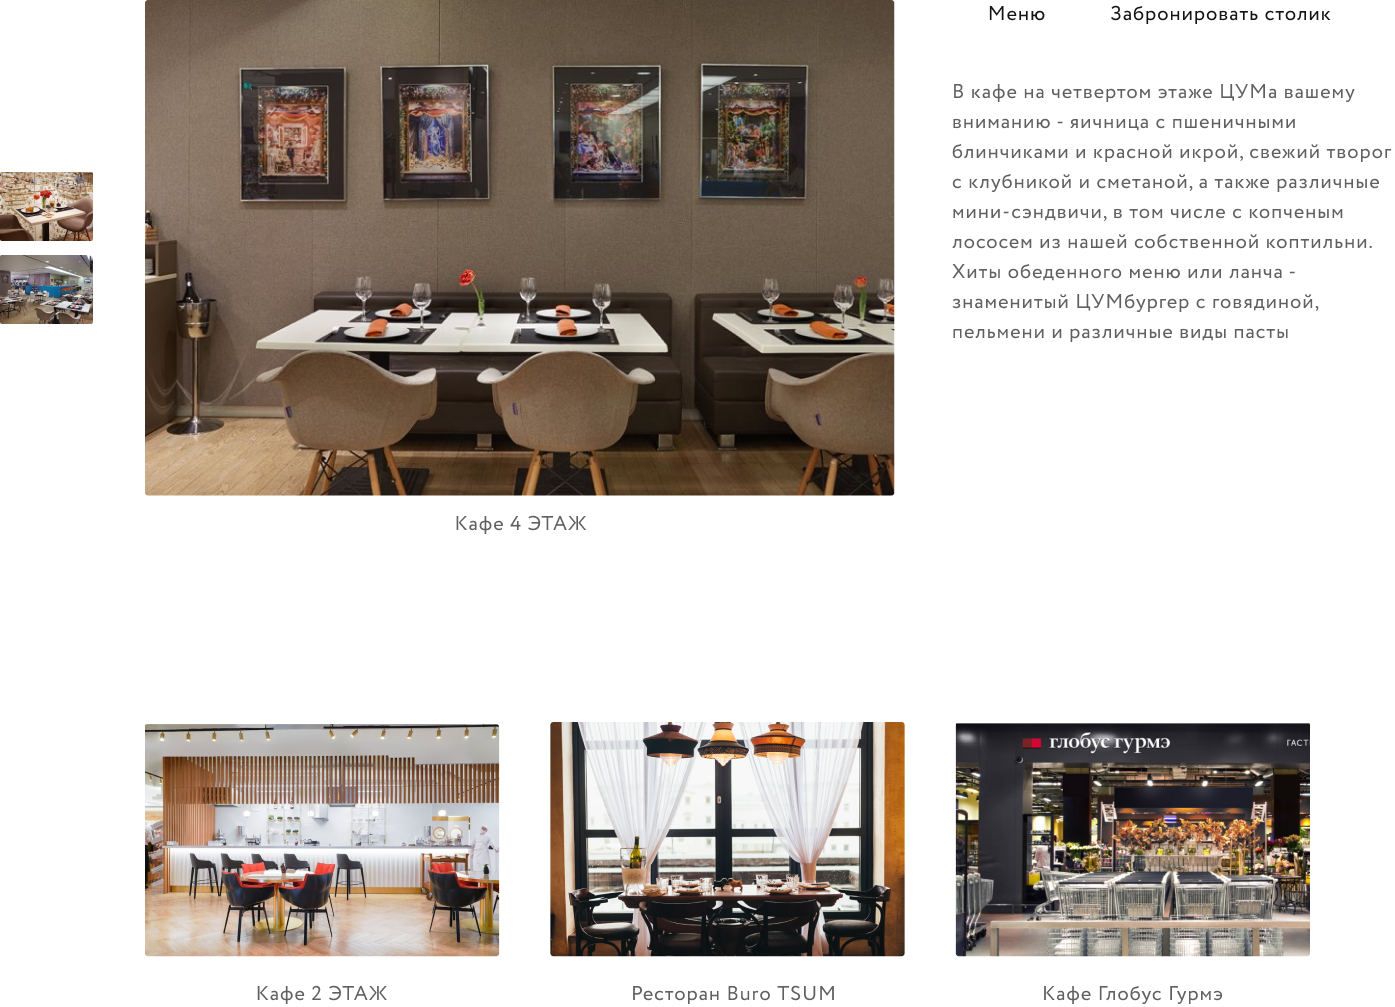 Меню
Забронировать столик
В кафе на четвертом этаже ЦУМа вашему
вниманию - яичница с пшеничными
блинчиками и красной икрой, свежий творог
с клубникой и сметаной, а также различные
мини-сэндвичи, в том числе с копченым
лососем из нашей собственной коптильни.
Хиты обеденного меню или ланча -
знаменитый ЦУМбургер с говядиной,
пельмени и различные виды пасты
Кафе 4 ЭТАЖ
глобус гурмэ
ГАСТ
Кафе 2 ЭТАЖ
Ресторан Buro TSUM
Кафе Глобус Гурмэ